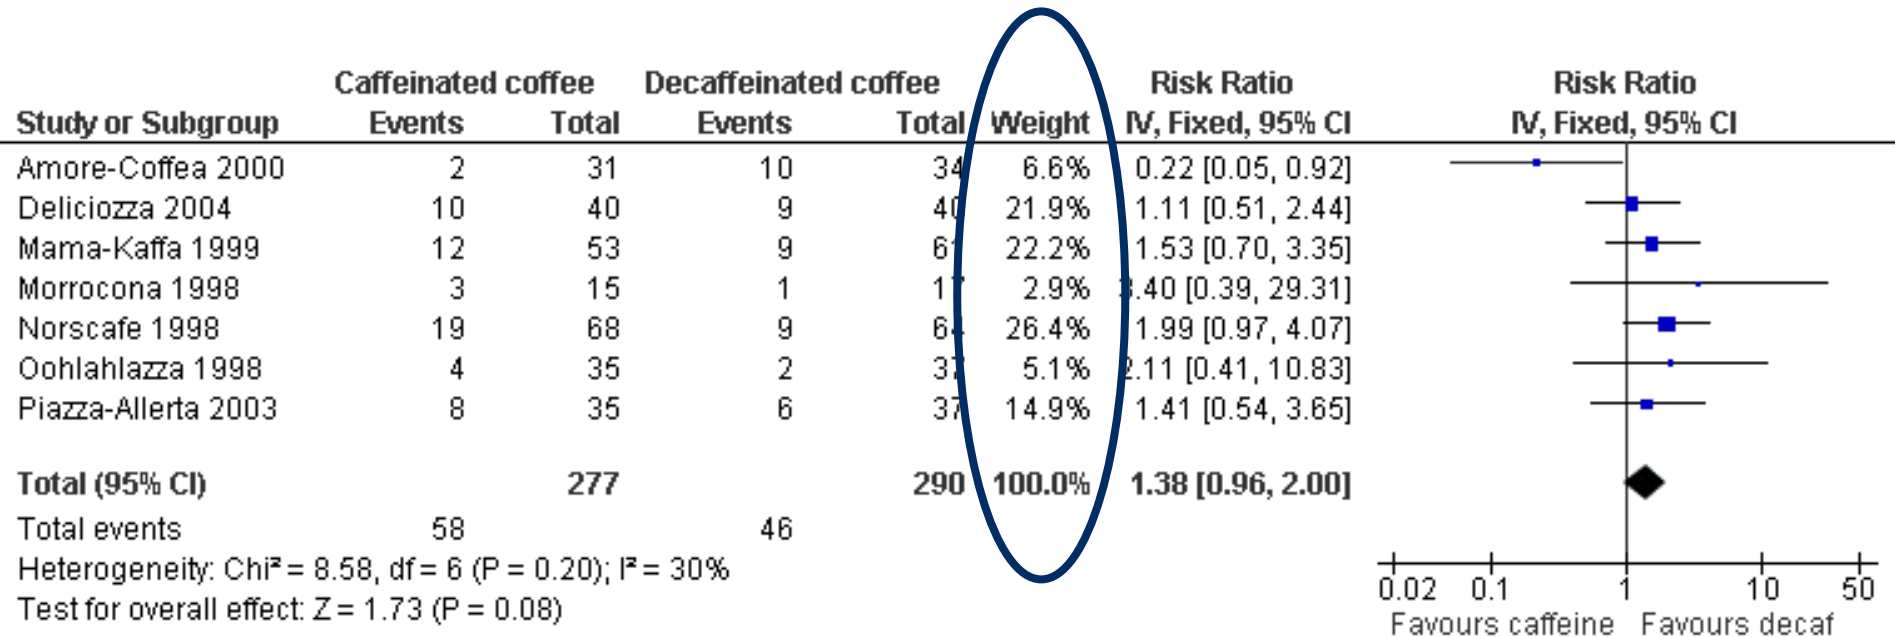 Caffeinated coffee Decaffeinated coffee Risk Ratio Risk Ratio
Study or Subgroup Events Total Events Total Weight IV, Fixed, 95% CI IV, Fixed, 95% CI
Amore-Coffea 2000 2 31 10 34 6.6% 0.22 [0.05, 0.92]
Deliciozza 2004 10 40 9 40 21.9% 1.11 [0.51, 2.44]
Mama-Kaffa 1999 12 53 9 61 22.2% 1.53 [0.70, 3.35]
Morrocona 1998 3 15 1 17 2.9% 3.40 [0.39, 29.31]
Norscafe 1998 19 68 9 64 26.4% 1.99 [0.97, 4.07]
Oohlahlazza 1998 4 35 2 37 5.1% 2.11 [0.41, 10.83]
Piazza-Allerta 2003 8 35 6 37 14.9% 1.41 [0.54, 3.65]
Total (95% CI) 277 290 100.0% 1.38 [0.96, 2.00]
Total events 58 46
Heterogeneity: Chi² = 8.58, df = 6 (P = 0.20); I² = 30%
Test for overall effect: Z = 1.73 (P = 0.08)
0.02 0.1 1 10 50
Favours caffeine Favours decaf